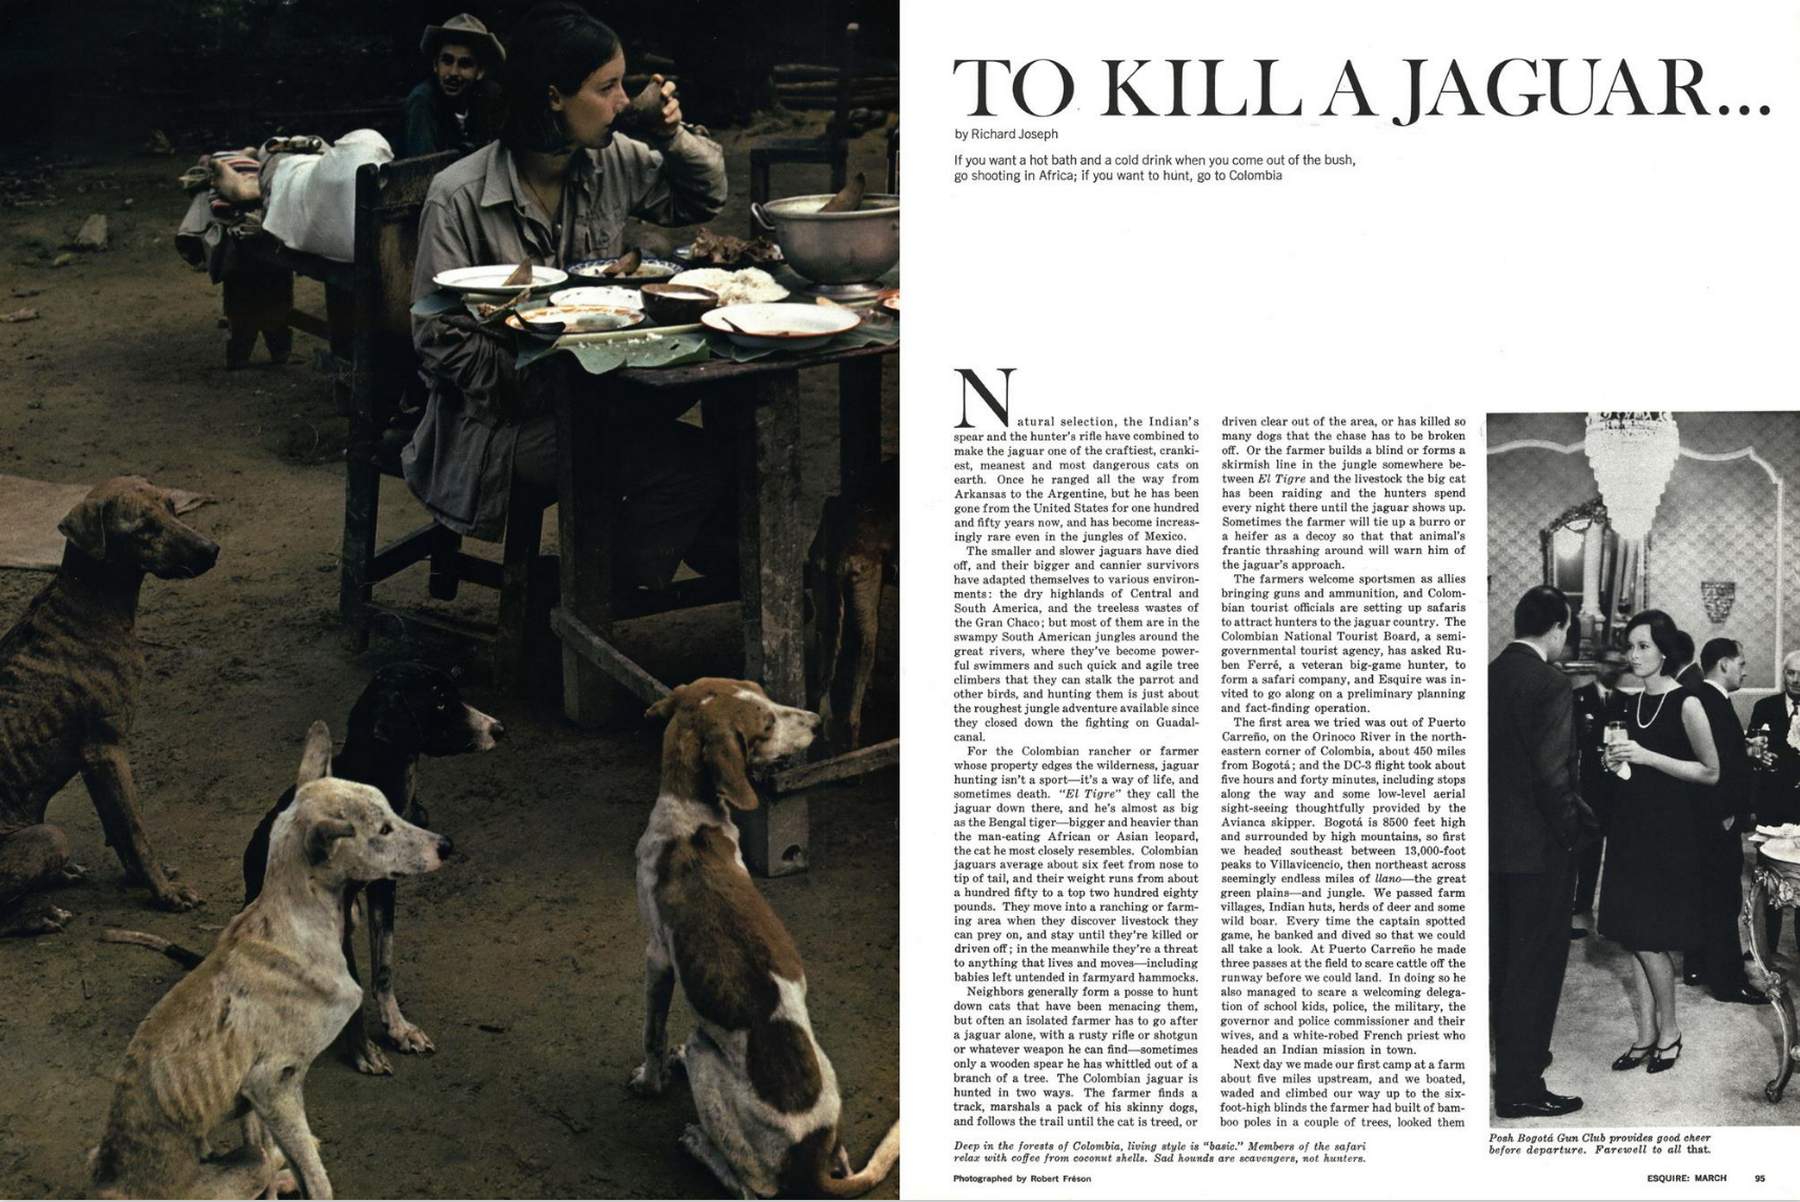 TO KILL A JAGUAR...
by Richard Joseph
If you want a hot bath and a cold drink when you come out of the bush,
go shooting in Africa; if you want to hunt, go to Colombia
Natural selection, the Indian's
spear and the hunter's rifle have combined to
make the jaguar one of the craftiest, cranki-
est, meanest and most dangerous cats on
earth. Once he ranged all the way from
Arkansas to the Argentine, but he has been
gone from the United States for one hundred
and fifty years now, and has become increas-
ingly rare even in the jungles of Mexico.
The smaller and slower jaguars have died
off, and their bigger and cannier survivors
have adapted themselves to various environ-
ments: the dry highlands of Central and
South America, and the treeless wastes of
the Gran Chaco; but most of them are in the
swampy South American jungles around the
great rivers, where they've become power-
ful swimmers and such quick and agile tree
climbers that they can stalk the parrot and
other birds, and hunting them is just about
the roughest jungle adventure available since
they closed down the fighting on Guadal-
canal.
For the Colombian rancher or farmer
whose property edges the wilderness, jaguar
hunting isn't a sport—it's a way of life, and
sometimes death. "El Tigre" they call the
jaguar down there, and he's almost as big
as the Bengal tiger—bigger and heavier than
the man-eating African or Asian leopard,
the cat he most closely resembles. Colombian
jaguars average about six feet from nose to
tip of tail, and their weight runs from about
a hundred fifty to a top two hundred eighty
pounds. They move into a ranching or farm-
ing area when they discover livestock they
can prey on, and stay until they're killed or
driven off; in the meanwhile they're a threat
to anything that lives and moves—including
babies left untended in farmyard hammocks.
Neighbors generally form a posse to hunt
down cats that have been menacing them,
but often an isolated farmer has to go after
a jaguar alone, with a rusty rifle or shotgun
or whatever weapon he can find—sometimes
only a wooden spear he has whittled out of a
branch of a tree. The Colombian jaguar is
hunted in two ways. The farmer finds a
track, marshals a pack of his skinny dogs,
and follows the trail until the cat is treed, or
driven clear out of the area, or has killed so
many dogs that the chase has to be broken
off. Or the farmer builds a blind or forms a
skirmish line in the jungle somewhere be-
tween El Tigre and the livestock the big cat
has been raiding and the hunters spend
every night there until the jaguar shows up.
Sometimes the farmer will tie up a burro or
a heifer as a decoy so that that animal's
frantic thrashing around will warn him of
the jaguar's approach.
The farmers welcome sportsmen as allies
bringing guns and ammunition, and Colom-
bian tourist officials are setting up safaris
to attract hunters to the jaguar country. The
Colombian National Tourist Board, a semi-
governmental tourist agency, has asked Ru-
ben Ferré, a veteran big-game hunter, to
form a safari company, and Esquire was in-
vited to go along on a preliminary planning
and fact-finding operation.
The first area we tried was out of Puerto
Carreño, on the Orinoco River in the north-
eastern corner of Colombia, about 450 miles
from Bogotá; and the DC-3 flight took about
five hours and forty minutes, including stops
along the way and some low-level aerial
sight-seeing thoughtfully provided by the
Avianca skipper. Bogotá is 8500 feet high
and surrounded by high mountains, so first
we headed southeast between 13,000-foot
peaks to Villavicencio, then northeast across
seemingly endless miles of llano—the great
green plains—and jungle. We passed farm
villages, Indian huts, herds of deer and some
wild boar. Every time the captain spotted
game, he banked and dived so that we could
all take a look. At Puerto Carreño he made
three passes at the field to scare cattle off the
runway before we could land. In doing so he
also managed to scare a welcoming delega-
tion of school kids, police, the military, the
governor and police commissioner and their
wives, and a white-robed French priest who
headed an Indian mission in town.
Next day we made our first camp at a farm
about five miles upstream, and we boated,
waded and climbed our way up to the six-
foot-high blinds the farmer had built of bam-
boo poles in a couple of trees, looked them
Deep in the forests of Colombia, living style is "basic." Members of the safari
relax with coffee from coconut shells. Sad hounds are scavengers, not hunters.
Posh Bogotá Gun Club provides good cheer
before departure. Farewell to all that.
Photographed by Robert Fréson
ESQUIRE: MARCH 95